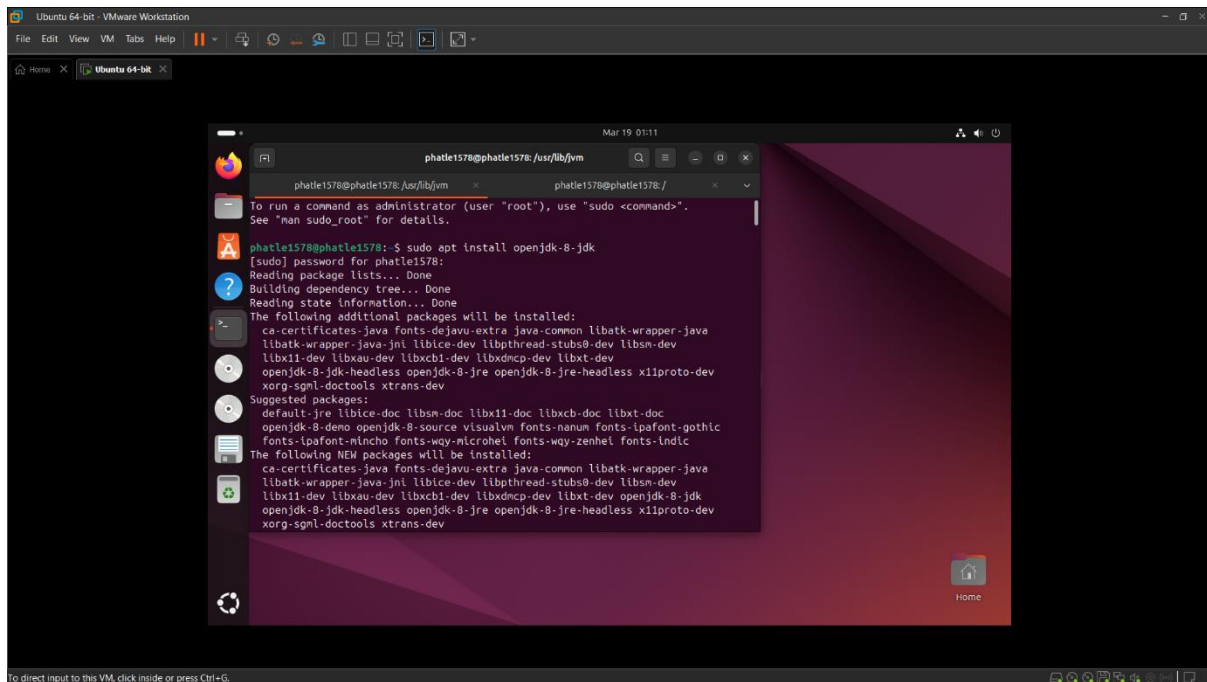 Ubuntu 64-bit - VMware Workstation
File Edit View VM Tabs Help
Home
Ubuntu 64-bit
Mar 19 01:11
phatle1578@phatle1578: /usr/lib/jvm
phatle1578@phatle1578: /usr/lib/jvm
phatle1578@phatle1578: /
To run a command as administrator (user "root"), use "sudo <command>".
See "man sudo_root" for details.
phatle1578@phatle1578:~$ sudo apt install openjdk-8-jdk
[sudo] password for phatle1578:
Reading package lists... Done
Building dependency tree... Done
Reading state information... Done
The following additional packages will be installed:
ca-certificates-java fonts-dejavu-extra java-common libatk-wrapper-java
libatk-wrapper-java-jni libice-dev libpthread-stubs0-dev libsm-dev
libx11-dev libxau-dev libxcb1-dev libxdmcp-dev libxt-dev
openjdk-8-jdk-headless openjdk-8-jre openjdk-8-jre-headless x11proto-dev
xorg-sgml-doctools xtrans-dev
Suggested packages:
default-jre libice-doc libsm-doc libx11-doc libxcb-doc libxt-doc
openjdk-8-demo openjdk-8-source visualvm fonts-nanum fonts-ipafont-gothic
fonts-ipafont-mincho fonts-wqy-microhei fonts-wqy-zenhei fonts-indic
The following NEW packages will be installed:
ca-certificates-java fonts-dejavu-extra java-common libatk-wrapper-java
libatk-wrapper-java-jni libice-dev libpthread-stubs0-dev libsm-dev
libx11-dev libxau-dev libxcb1-dev libxdmcp-dev libxt-dev openjdk-8-jdk
openjdk-8-jdk-headless openjdk-8-jre openjdk-8-jre-headless x11proto-dev
xorg-sgml-doctools xtrans-dev
Home
To direct input to this VM, click inside or press Ctrl+G.